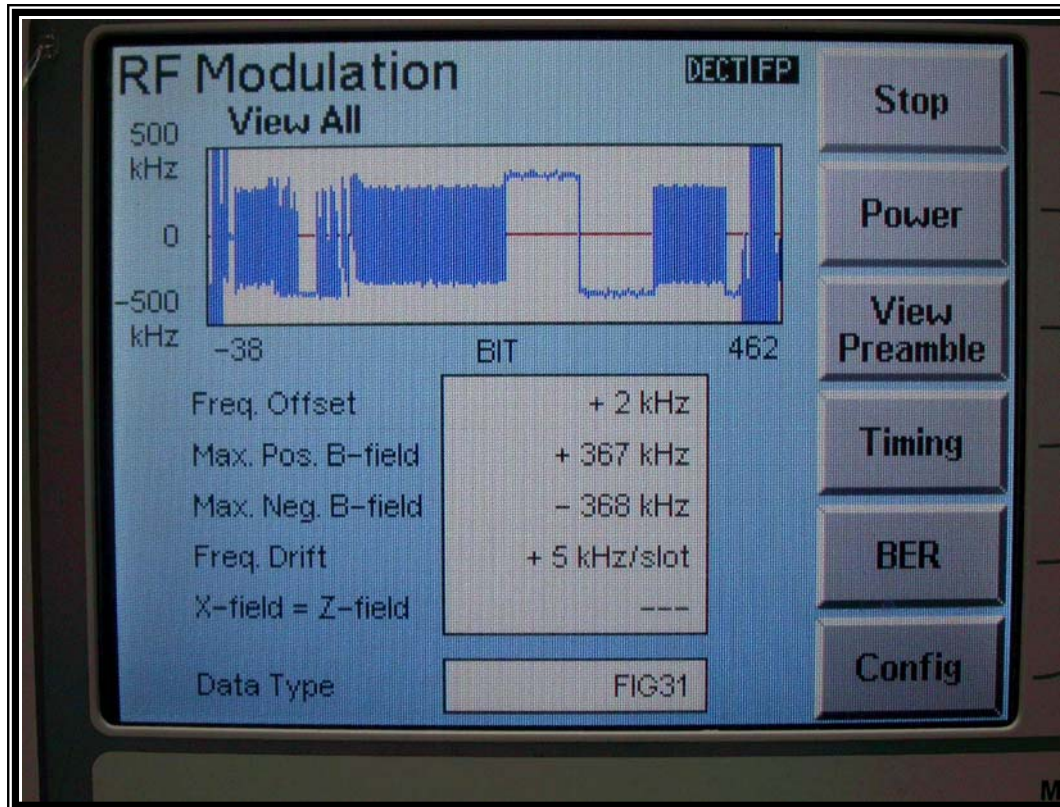 RF Modulation
DECT FP
View All
500
kHz
0
-500
kHz
-38
BIT
462
Freq. Offset
+ 2 kHz
Max. Pos. B-field
+ 367 kHz
Max. Neg. B-field
- 368 kHz
Freq. Drift
+ 5 kHz/slot
X-field = Z-field
---
Data Type
FIG31
Stop
Power
View
Preamble
Timing
BER
Config
M